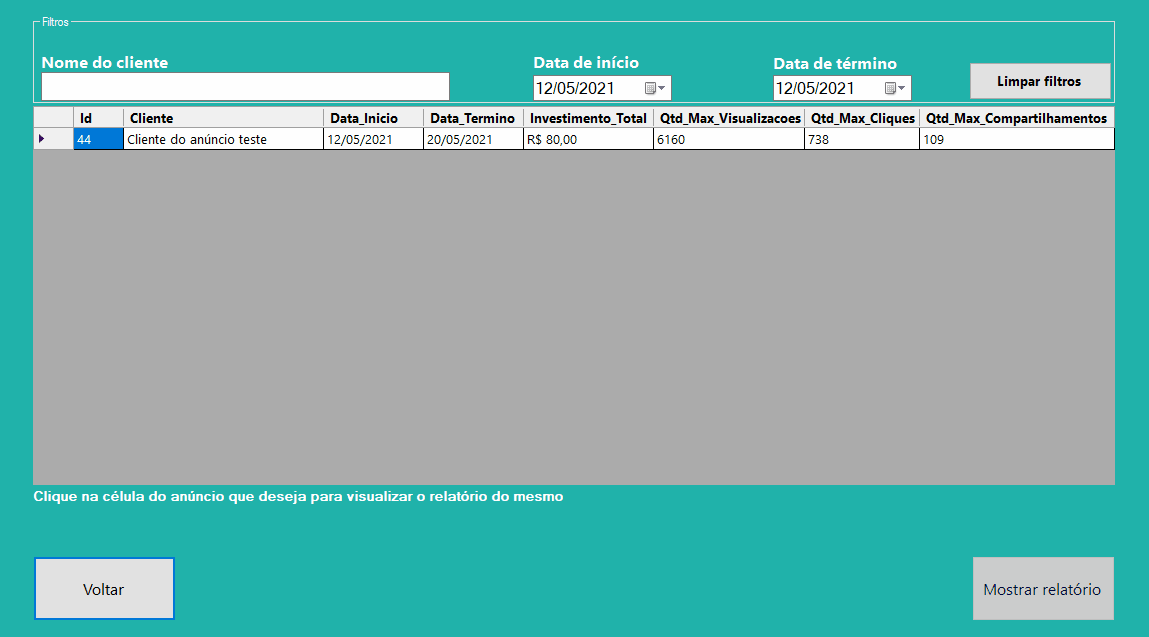 Filtros
Nome do cliente Data de início Data de término
12/05/2021 12/05/2021 Limpar filtros
Id Cliente Data_Inicio Data_Termino Investimento_Total Qtd_Max_Visualizacoes Qtd_Max_Cliques Qtd_Max_Compartilhamentos
44 Cliente do anúncio teste 12/05/2021 20/05/2021 R$ 80,00 6160 738 109
Clique na célula do anúncio que deseja para visualizar o relatório do mesmo
Voltar Mostrar relatório